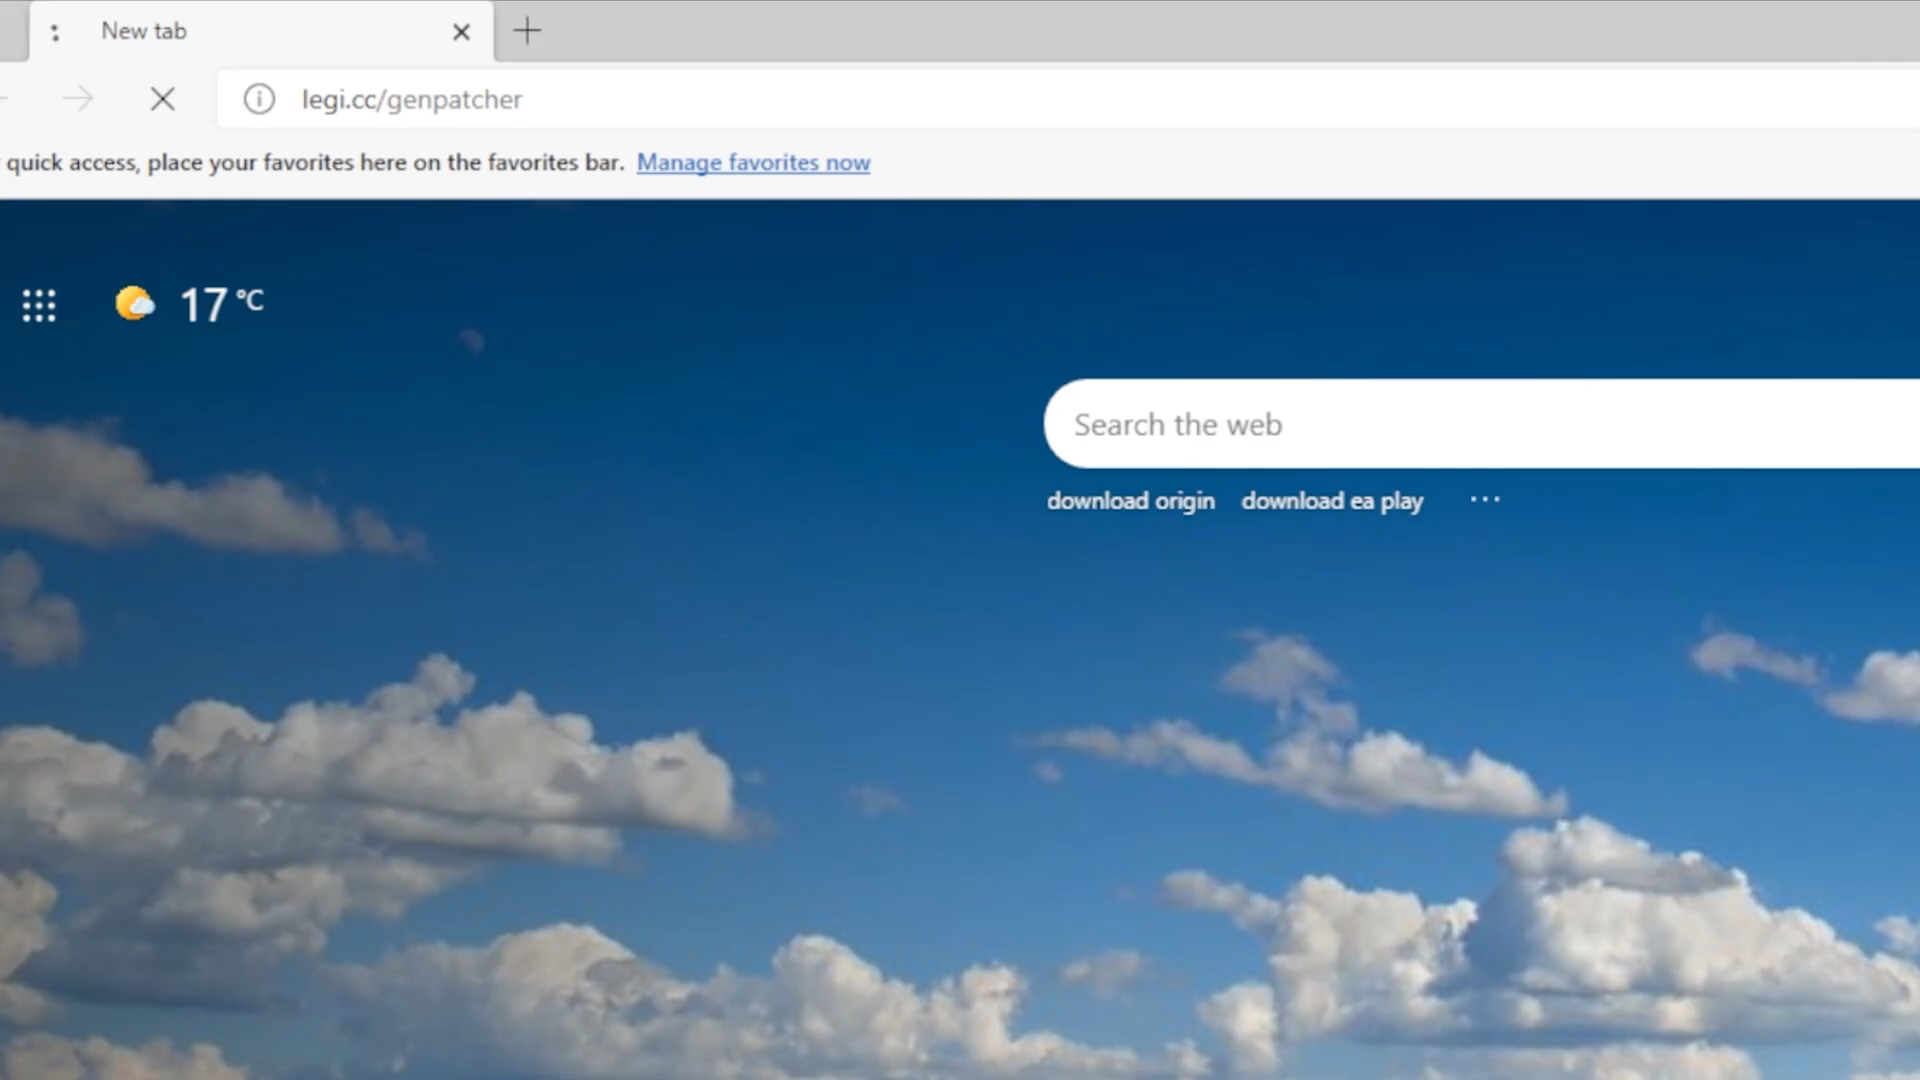 New tab
legi.cc/genpatcher
quick access, place your favorites here on the favorites bar. Manage favorites now
17 °C
Search the web
download origin download ea play ...